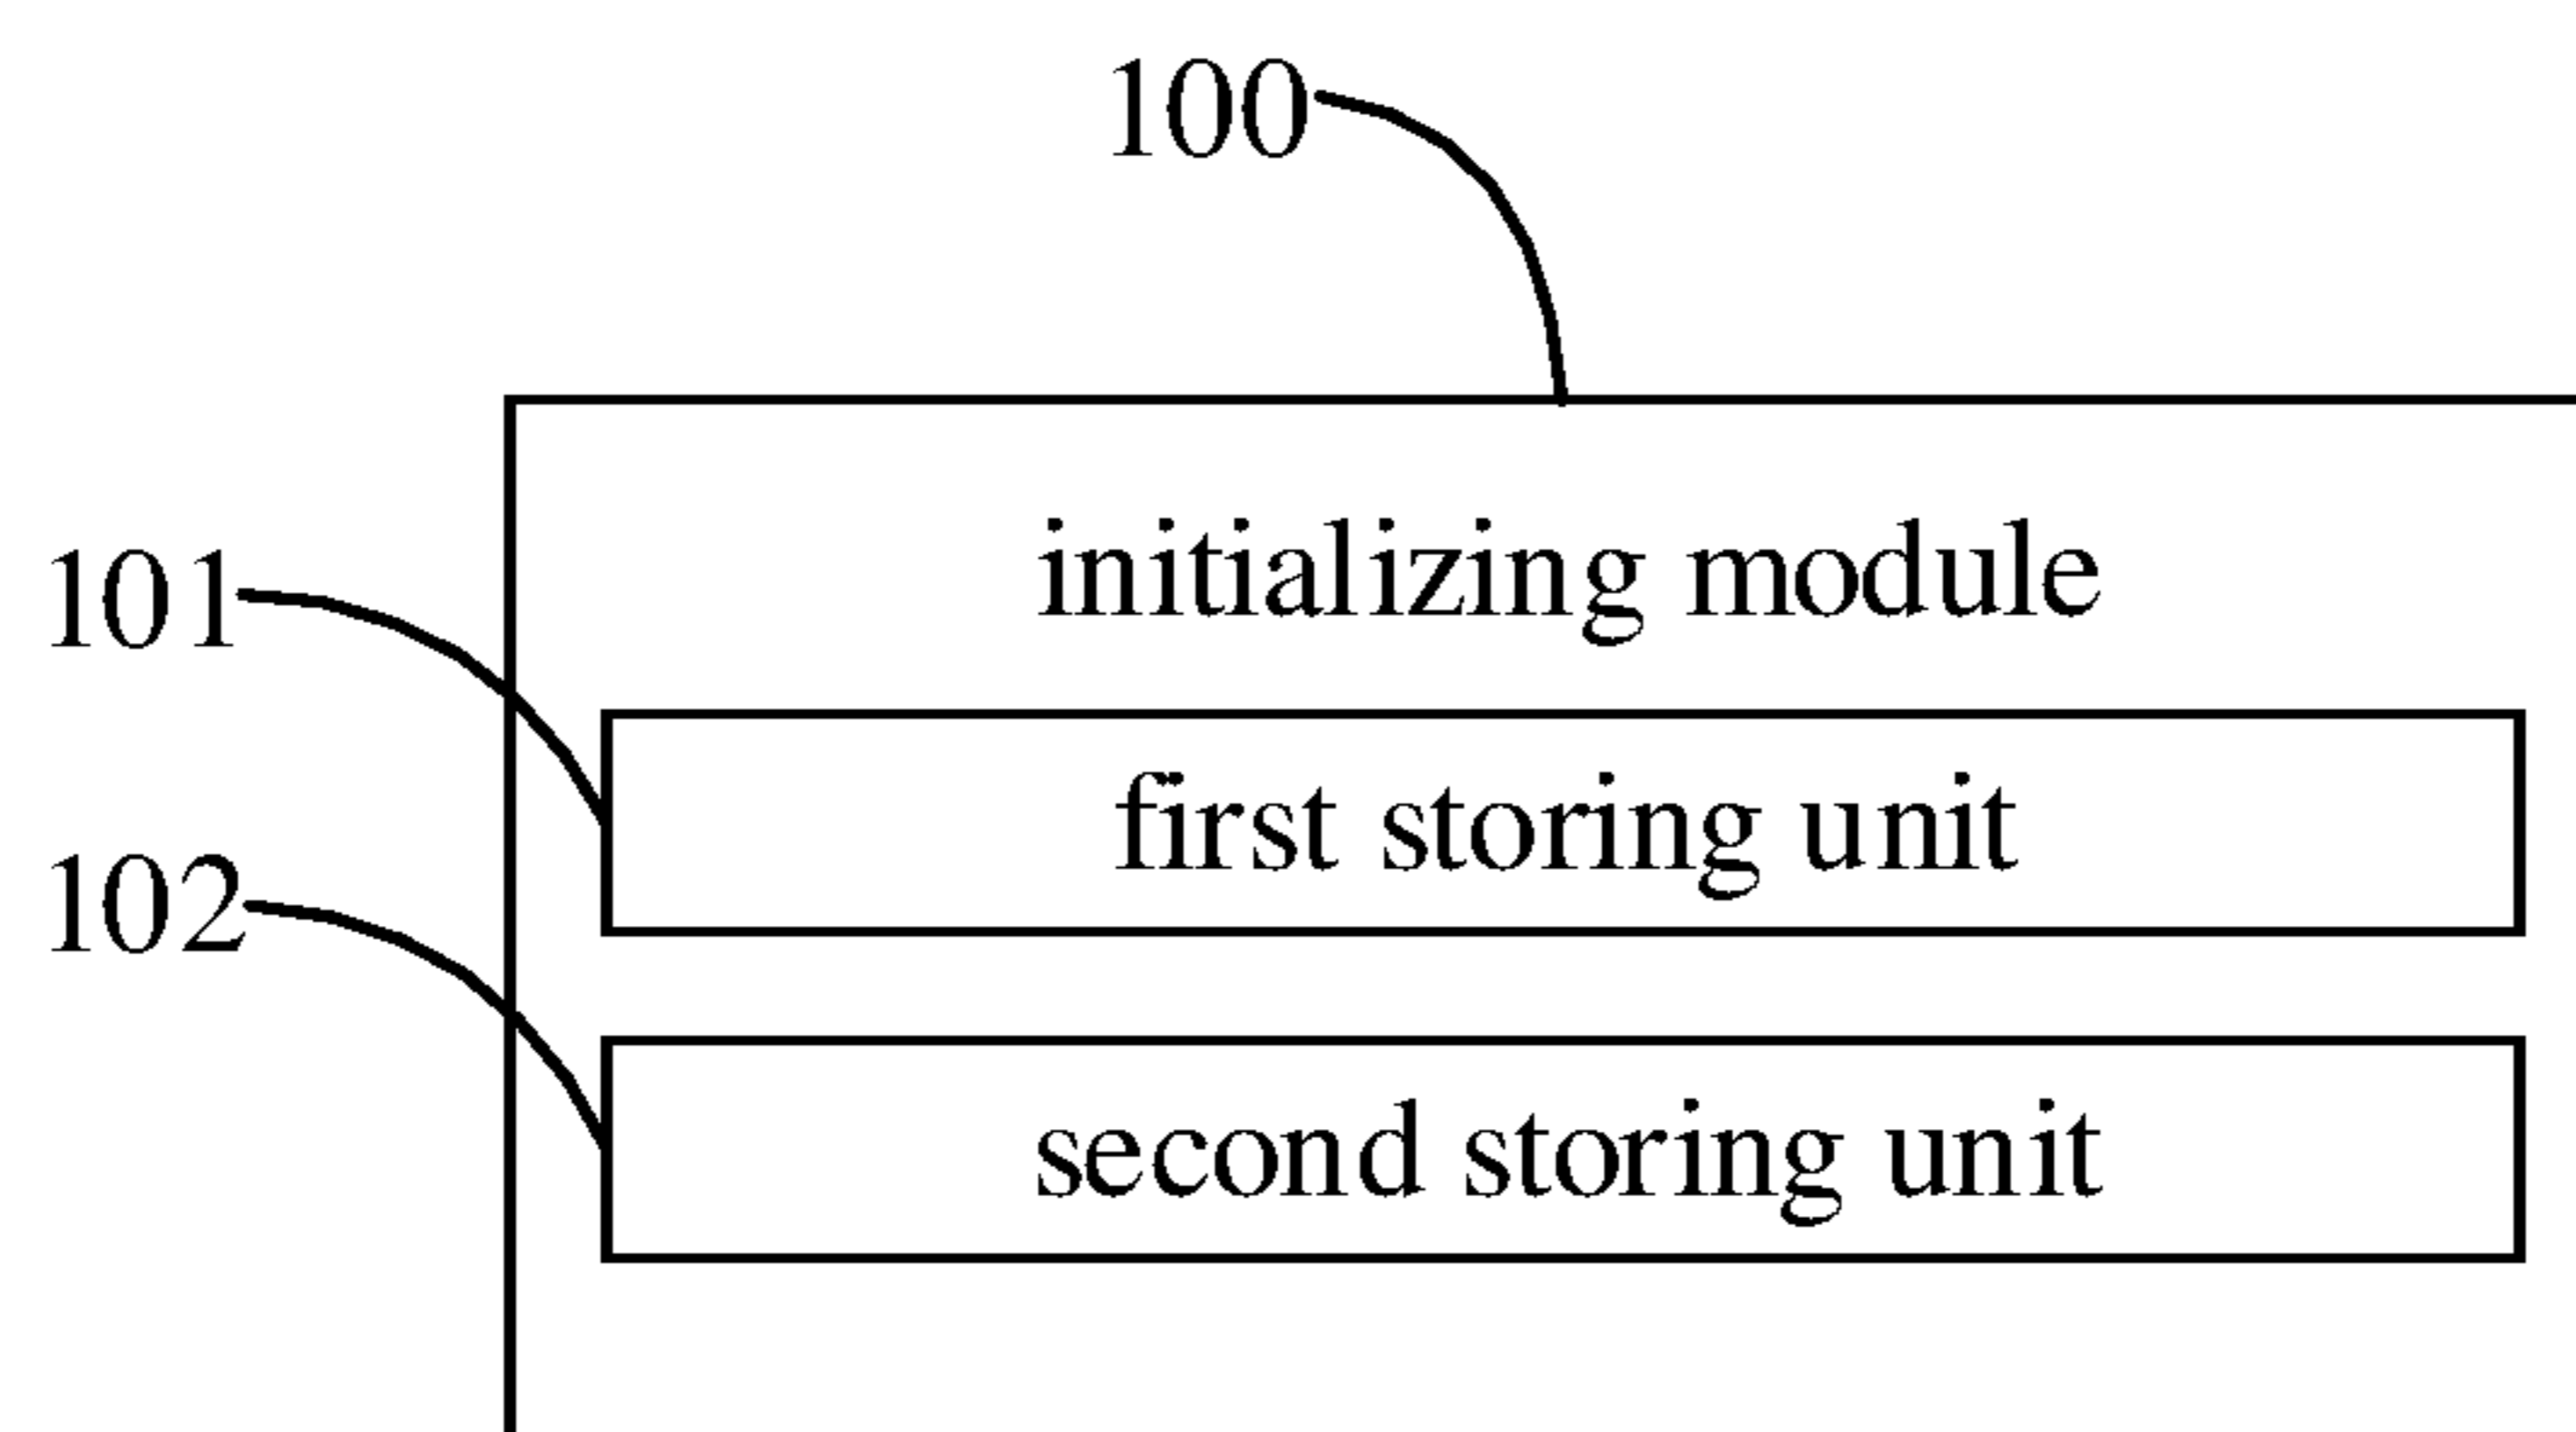 100
initializing module
101
first storing unit
102
second storing unit